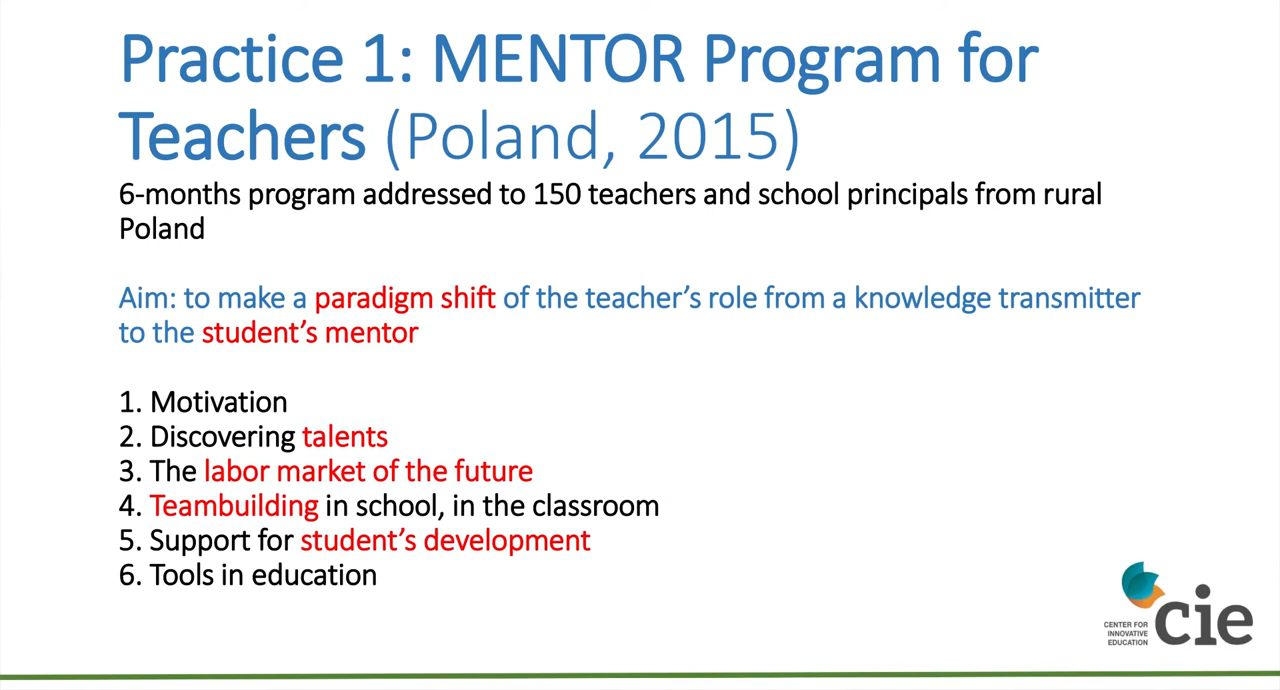 Practice 1: MENTOR Program for
Teachers (Poland, 2015)
6-months program addressed to 150 teachers and school principals from rural
Poland
Aim: to make a paradigm shift of the teacher’s role from a knowledge transmitter
to the student’s mentor
1. Motivation
2. Discovering talents
3. The labor market of the future
4. Teambuilding in school, in the classroom
5. Support for student’s development
6. Tools in education
CENTER FOR
INNOVATIVE
EDUCATION
cie